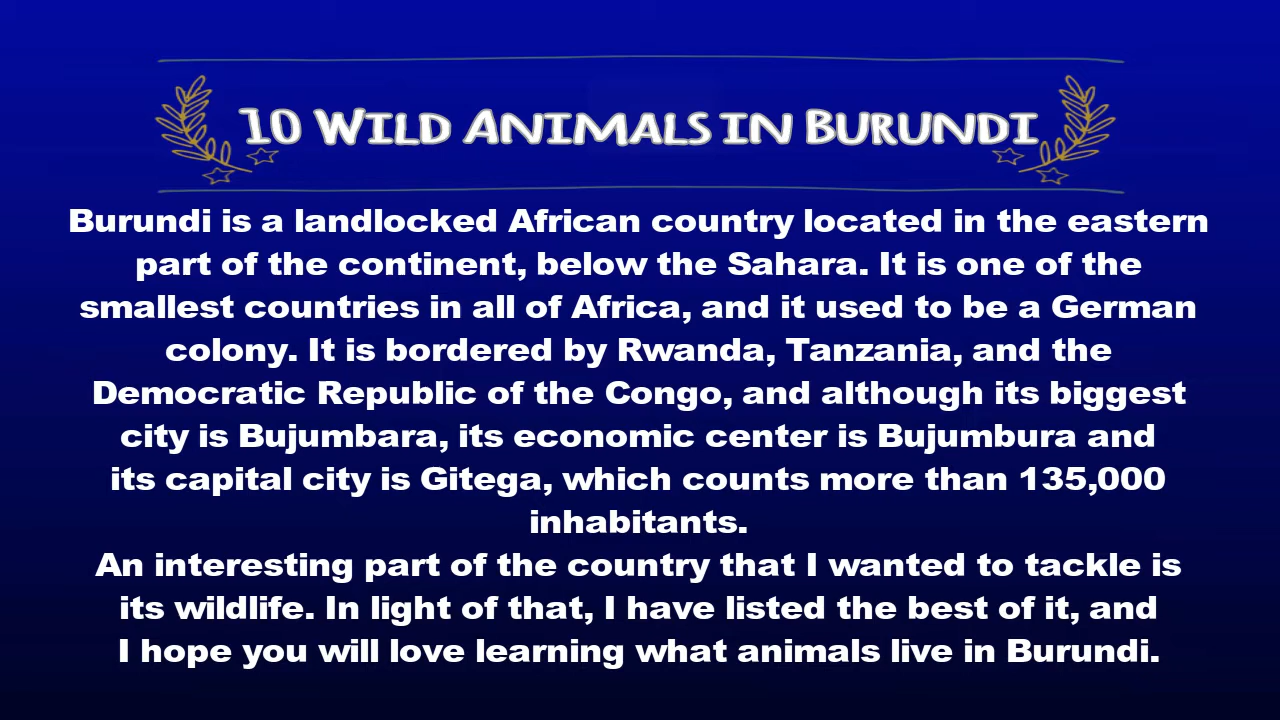 10 Wild Animals in Burundi
Burundi is a landlocked African country located in the eastern
part of the continent, below the Sahara. It is one of the
smallest countries in all of Africa, and it used to be a German
colony. It is bordered by Rwanda, Tanzania, and the
Democratic Republic of the Congo, and although its biggest
city is Bujumbara, its economic center is Bujumbura and
its capital city is Gitega, which counts more than 135,000
inhabitants.
An interesting part of the country that I wanted to tackle is
its wildlife. In light of that, I have listed the best of it, and
I hope you will love learning what animals live in Burundi.